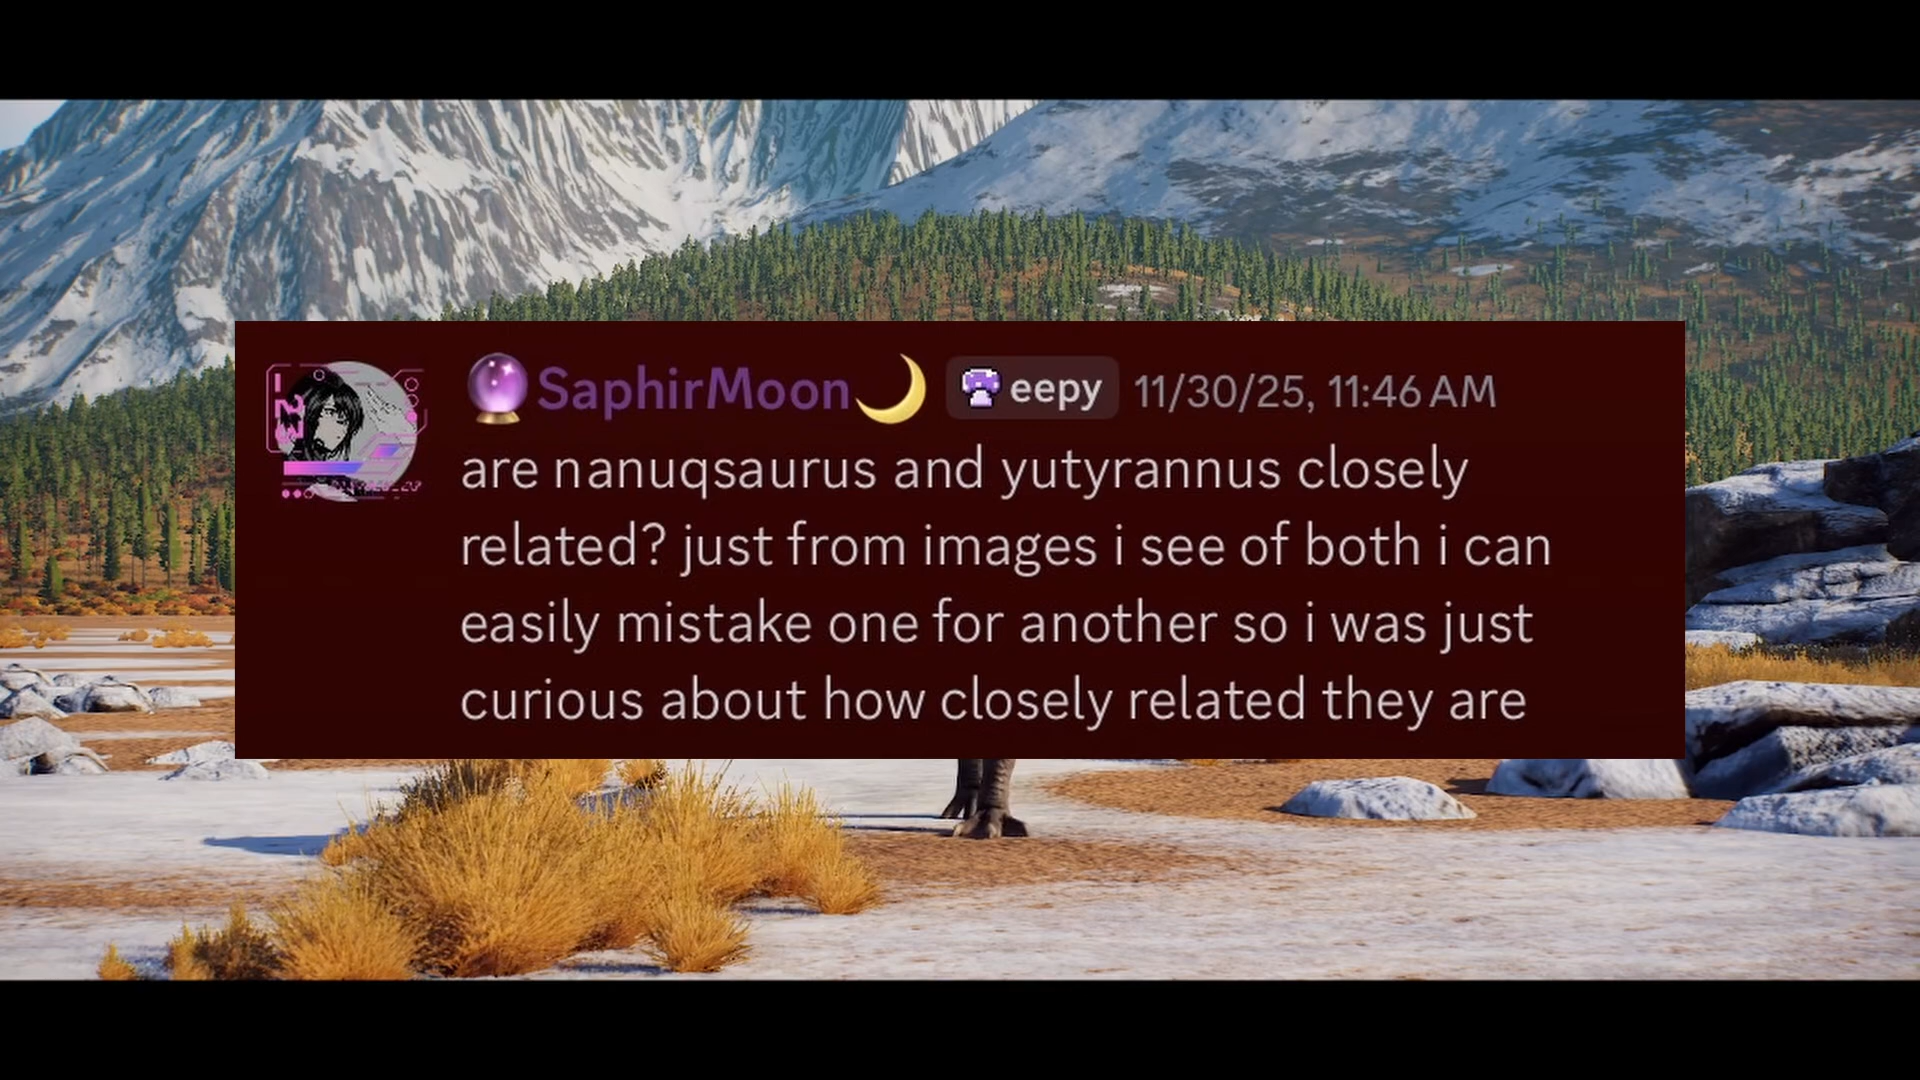 🔮SaphirMoon🌙 eepy 11/30/25, 11:46 AM
are nanuqsaurus and yutyrannus closely
related? just from images i see of both i can
easily mistake one for another so i was just
curious about how closely related they are